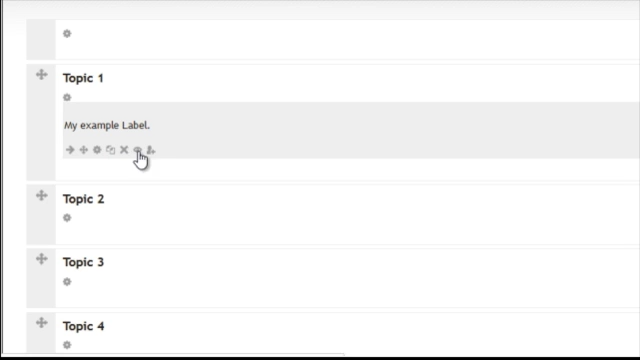 Topic 1
My example Label.
Topic 2
Topic 3
Topic 4